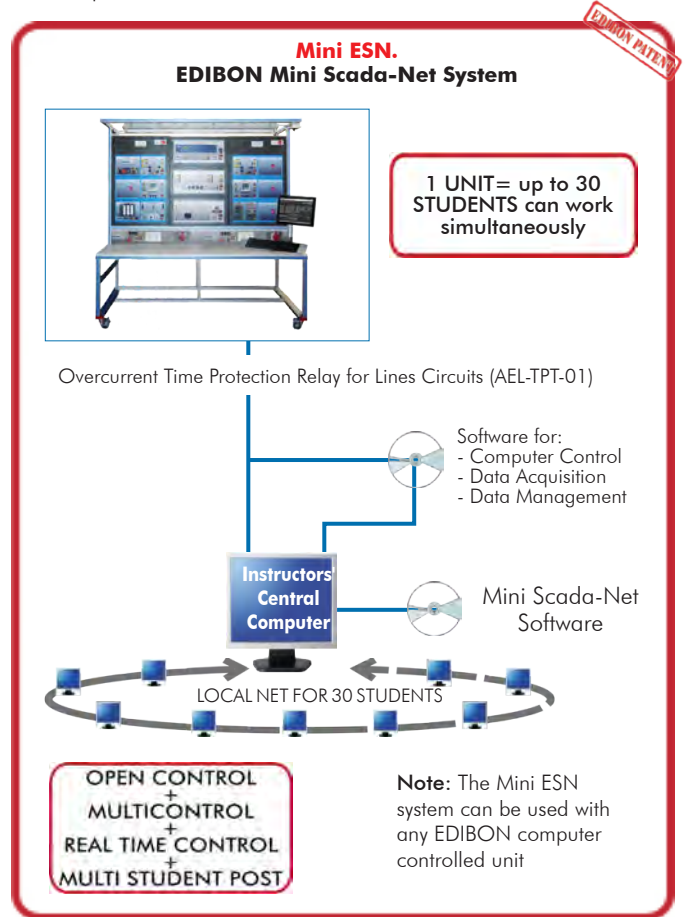 EDIBON PATENT
Mini ESN.
EDIBON Mini Scada-Net System
1 UNIT= up to 30
STUDENTS can work
simultaneously
Overcurrent Time Protection Relay for Lines Circuits (AEL-TPT-01)
Software for:
- Computer Control
- Data Acquisition
- Data Management
Instructors'
Central
Computer
Mini Scada-Net
Software
LOCAL NET FOR 30 STUDENTS
OPEN CONTROL
+
MULTICONTROL
+
REAL TIME CONTROL
+
MULTI STUDENT POST
Note: The Mini ESN
system can be used with
any EDIBON computer
controlled unit